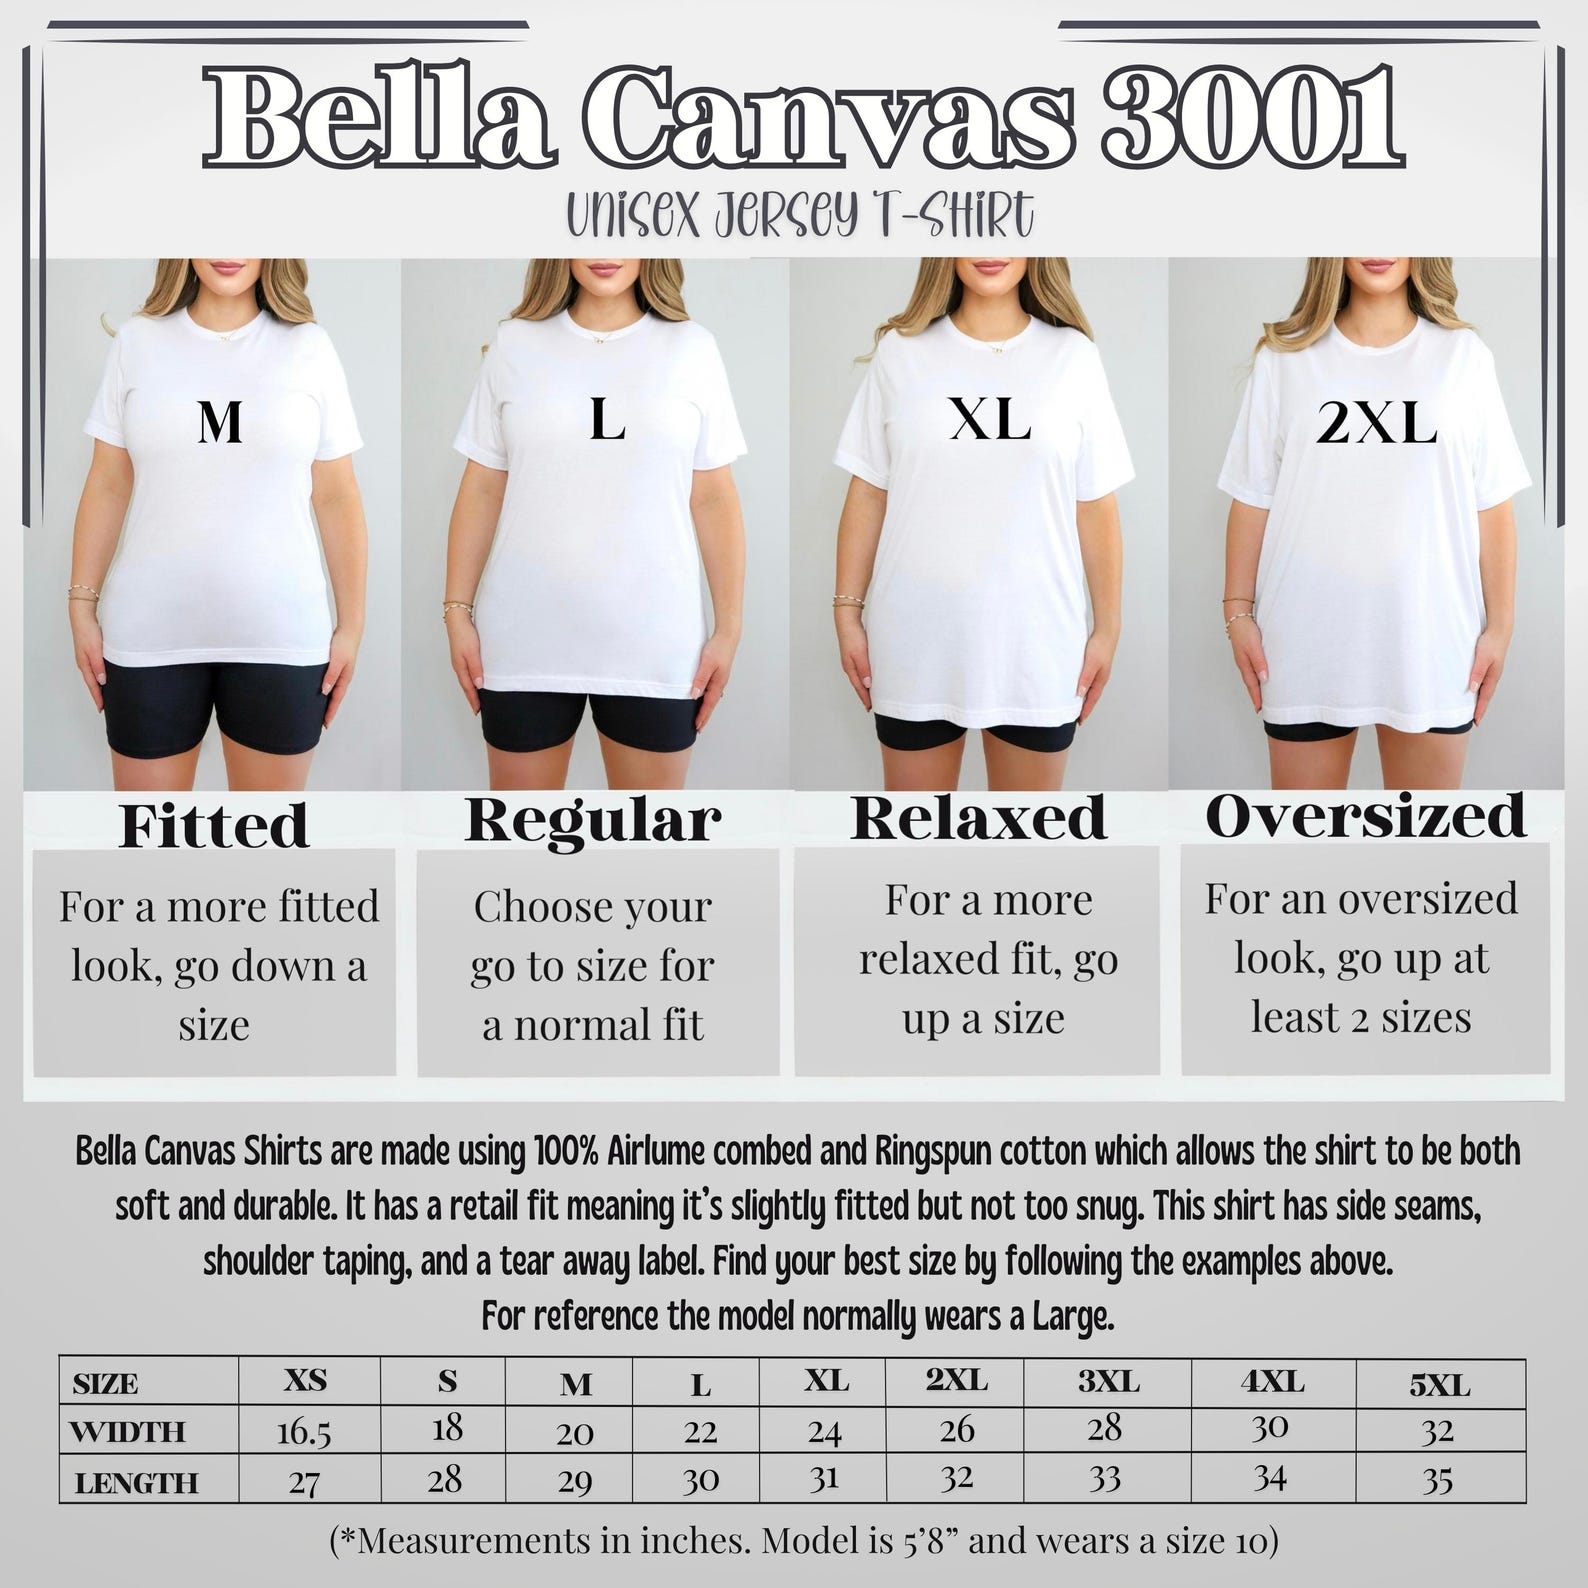 Bella Canvas 3001
UNISEX JERSEY T-SHIRT
M
L
XL
2XL
Fitted
For a more fitted
look, go down a
size
Regular
Choose your
go to size for
a normal fit
Relaxed
For a more
relaxed fit, go
up a size
Oversized
For an oversized
look, go up at
least 2 sizes
Bella Canvas Shirts are made using 100% Airlume combed and Ringspun cotton which allows the shirt to be both
soft and durable. It has a retail fit meaning it's slightly fitted but not too snug. This shirt has side seams,
shoulder taping, and a tear away label. Find your best size by following the examples above.
For reference the model normally wears a Large.
SIZE XS S M L XL 2XL 3XL 4XL 5XL
WIDTH 16.5 18 20 22 24 26 28 30 32
LENGTH 27 28 29 30 31 32 33 34 35
(*Measurements in inches. Model is 5'8” and wears a size 10)